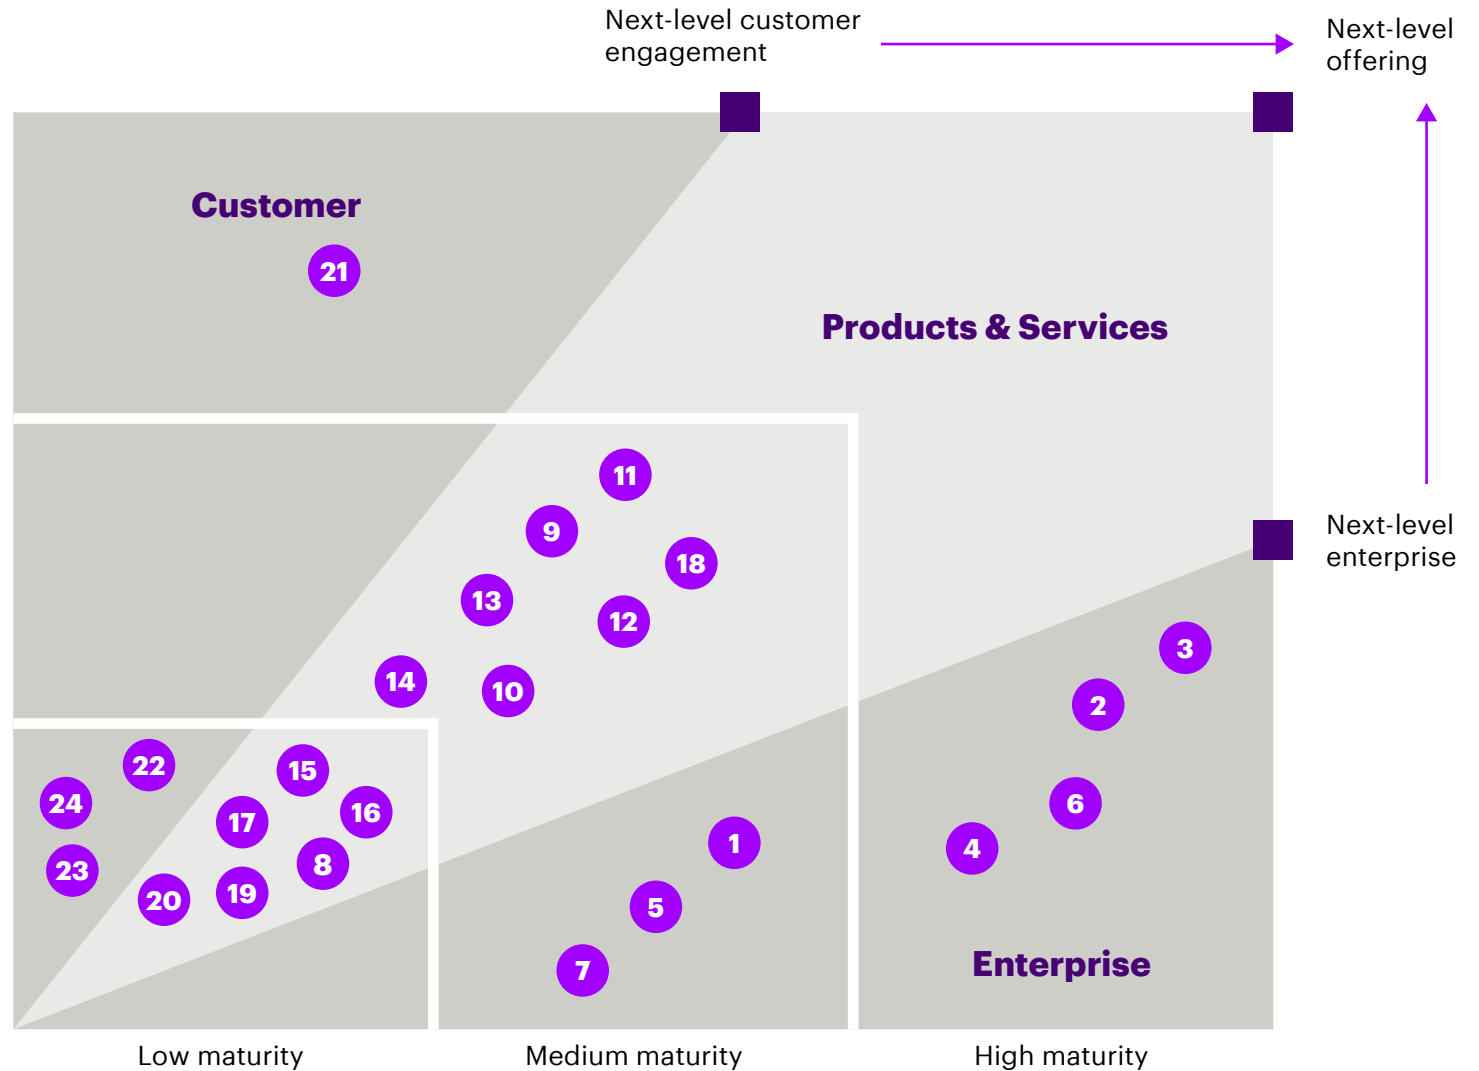 Next-level customer
engagement
Next-level
offering
Customer
21
Products & Services
11
9
18
13
12
14
10
Next-level
enterprise
3
2
6
4
1
5
7
Enterprise
22
15
24
16
17
8
23
19
20
Low maturity
Medium maturity
High maturity